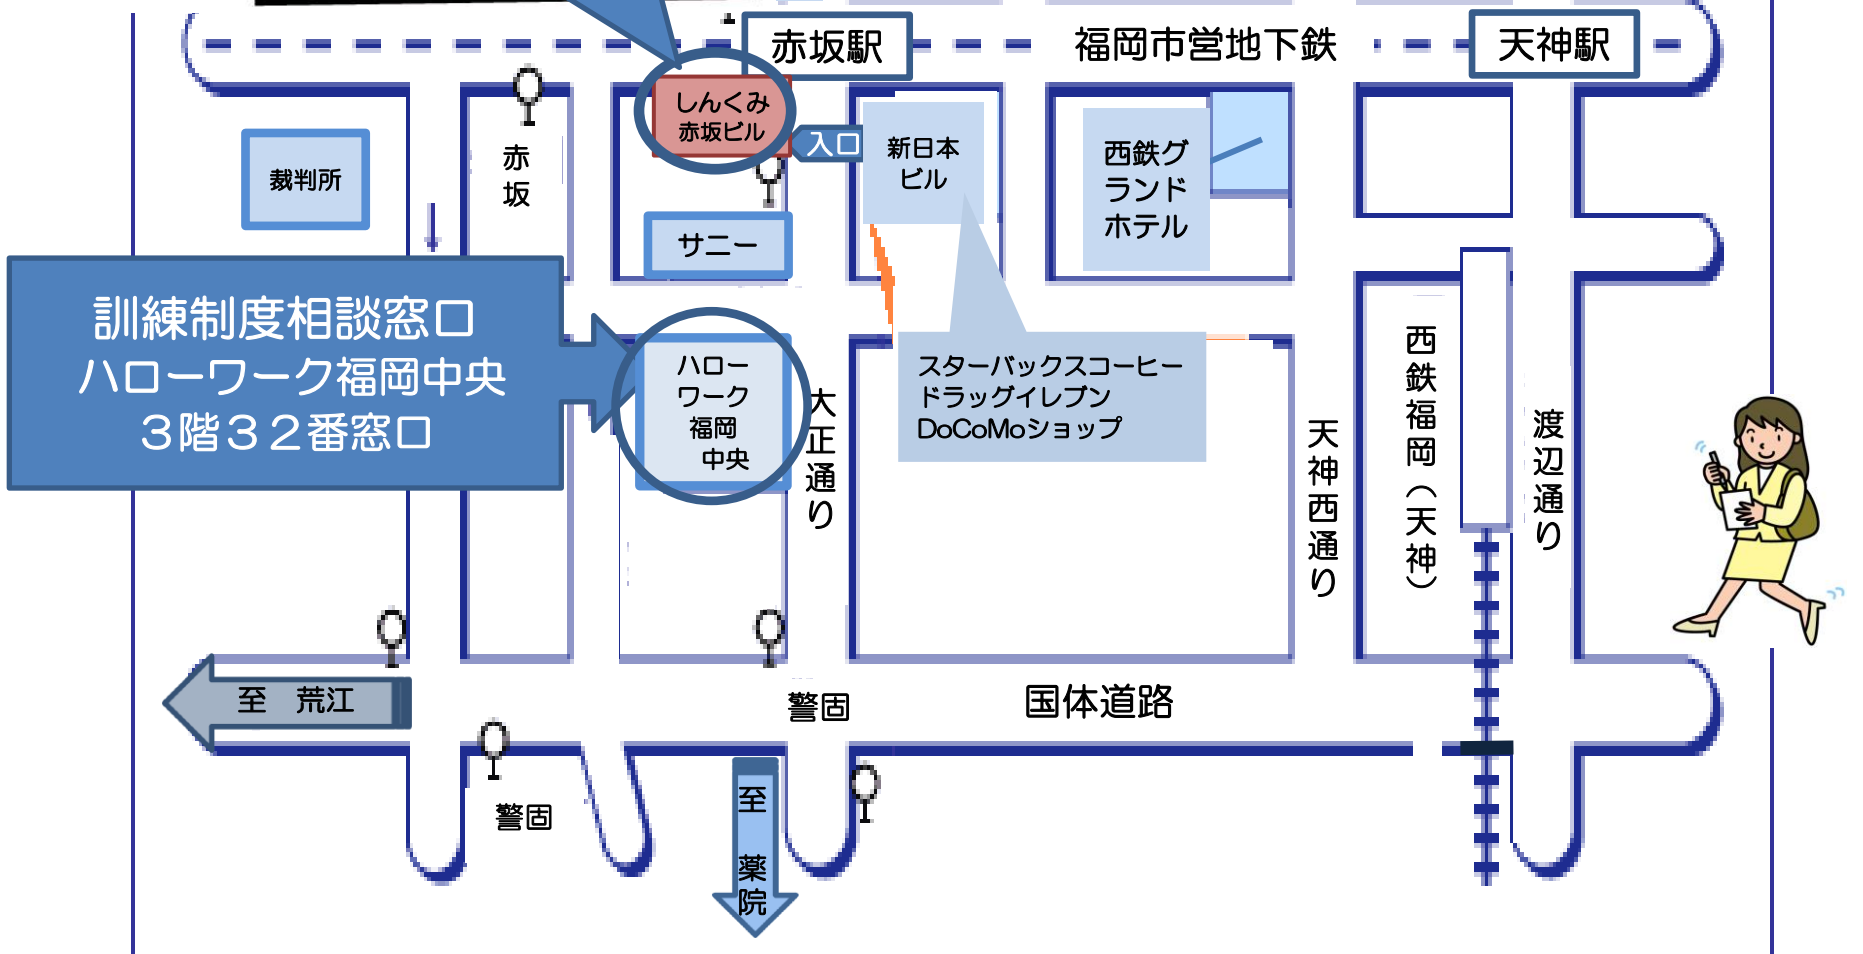 赤坂駅
福岡市営地下鉄
天神駅
しんくみ
赤坂ビル
入口
新日本
ビル
西鉄グ
ランド
ホテル
赤坂
裁判所
サニー
訓練制度相談窓口
ハローワーク福岡中央
３階３２番窓口
ハロー
ワーク
福岡
中央
スターバックスコーヒー
ドラッグイレブン
DoCoMoショップ
大正通り
天神西通り
西鉄福岡（天神）
渡辺通り
至　荒江
警固
国体道路
警固
至　薬院